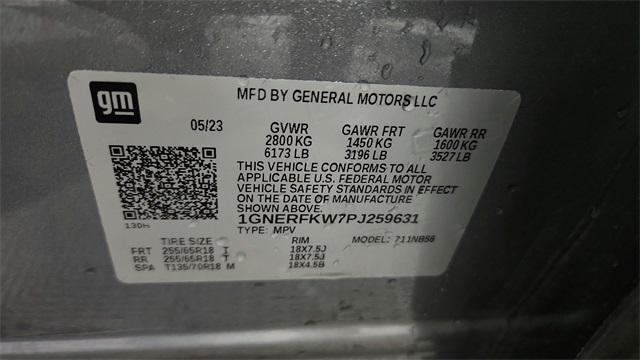 gm
MFD BY GENERAL MOTORS LLC
05/23 GVWR GAWR FRT GAWR RR
2800 KG 1450 KG 1600 KG
6173 LB 3196 LB 3527 LB
THIS VEHICLE CONFORMS TO ALL
APPLICABLE U.S. FEDERAL MOTOR
VEHICLE SAFETY STANDARDS IN EFFECT
ON THE DATE OF MANUFACTURE
SHOWN ABOVE.
1GNERFKW7PJ259631
130H
TYPE: MPV MODEL: 711NB56
TIRE SIZE RIM
FRT 255/65R18 T 18X7.5J
RR 255/65R18 T 18X7.5J
SPA T135/70R18 M 18X4.5B